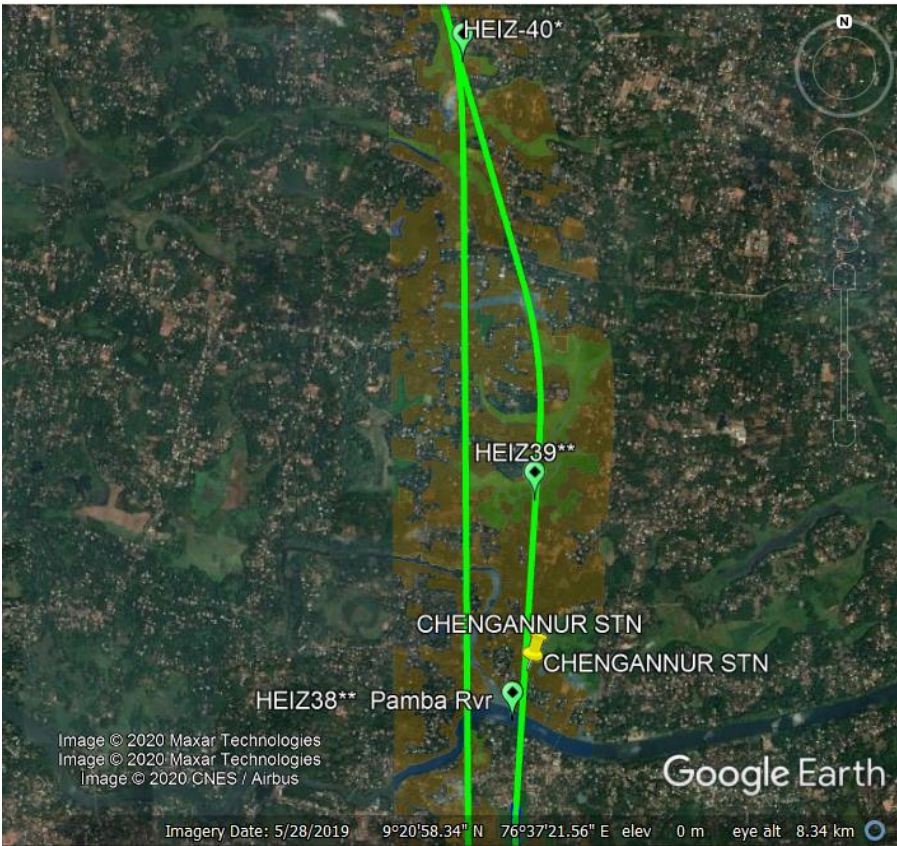 HEIZ-40*
N
HEIZ39**
CHENGANNUR STN
CHENGANNUR STN
HEIZ38** Pamba Rvr
Image © 2020 Maxar Technologies
Image © 2020 Maxar Technologies
Image © 2020 CNES / Airbus
Google Earth
Imagery Date: 5/28/2019 9°20'58.34" N 76°37'21.56" E elev 0 m eye alt 8.34 km